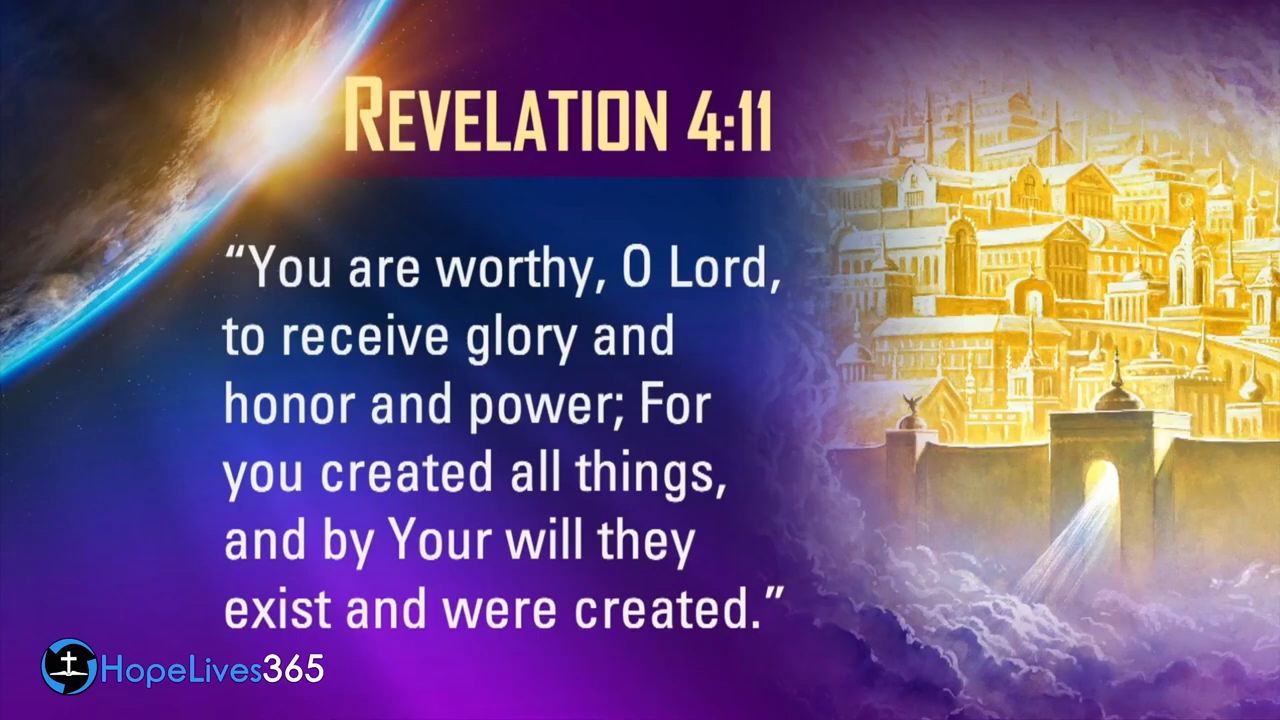 REVELATION 4:11
“You are worthy, O Lord,
to receive glory and
honor and power; For
you created all things,
and by Your will they
exist and were created.”
HopeLives365